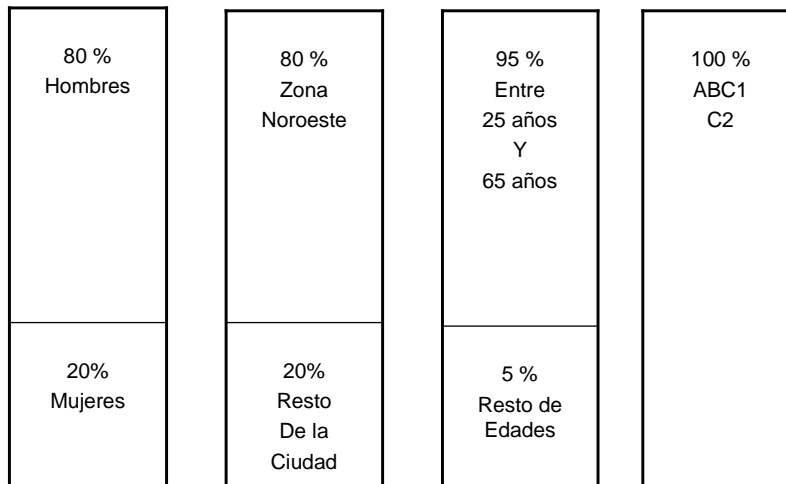 80 %
Hombres
20%
Mujeres
80 %
Zona
Noroeste
20%
Resto
De la
Ciudad
95 %
Entre
25 años
Y
65 años
5 %
Resto de
Edades
100 %
ABC1
C2